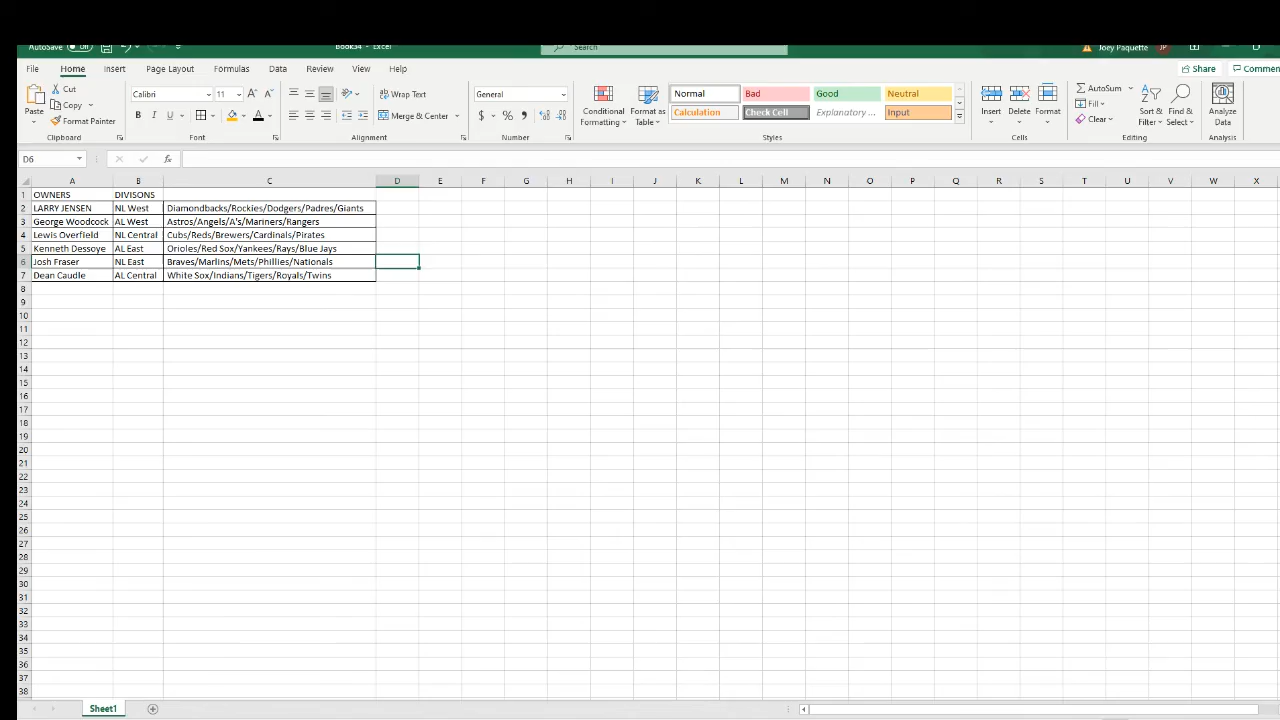 AutoSave Off Book34 - Excel Search Joey Paquette JP
File Home Insert Page Layout Formulas Data Review View Help Share Commen
Paste Cut Copy Format Painter Clipboard
Calibri 11 A A B I U A Font
Wrap Text Merge & Center Alignment
General $ % , Number
Conditional Formatting Format as Table
Normal Bad Good Neutral
Calculation Check Cell Explanatory ... Input
Styles
Insert Delete Format Cells
AutoSum Fill Clear Sort & Filter Find & Select Editing
Analyze Data Analysis
D6 fx
A B C D E F G H I J K L M N O P Q R S T U V W X
1 OWNERS DIVISONS
2 LARRY JENSEN NL West Diamondbacks/Rockies/Dodgers/Padres/Giants
3 George Woodcock AL West Astros/Angels/A's/Mariners/Rangers
4 Lewis Overfield NL Central Cubs/Reds/Brewers/Cardinals/Pirates
5 Kenneth Dessoye AL East Orioles/Red Sox/Yankees/Rays/Blue Jays
6 Josh Fraser NL East Braves/Marlins/Mets/Phillies/Nationals
7 Dean Caudle AL Central White Sox/Indians/Tigers/Royals/Twins
8
9
10
11
12
13
14
15
16
17
18
19
20
21
22
23
24
25
26
27
28
29
30
31
32
33
34
35
36
37
38
Sheet1